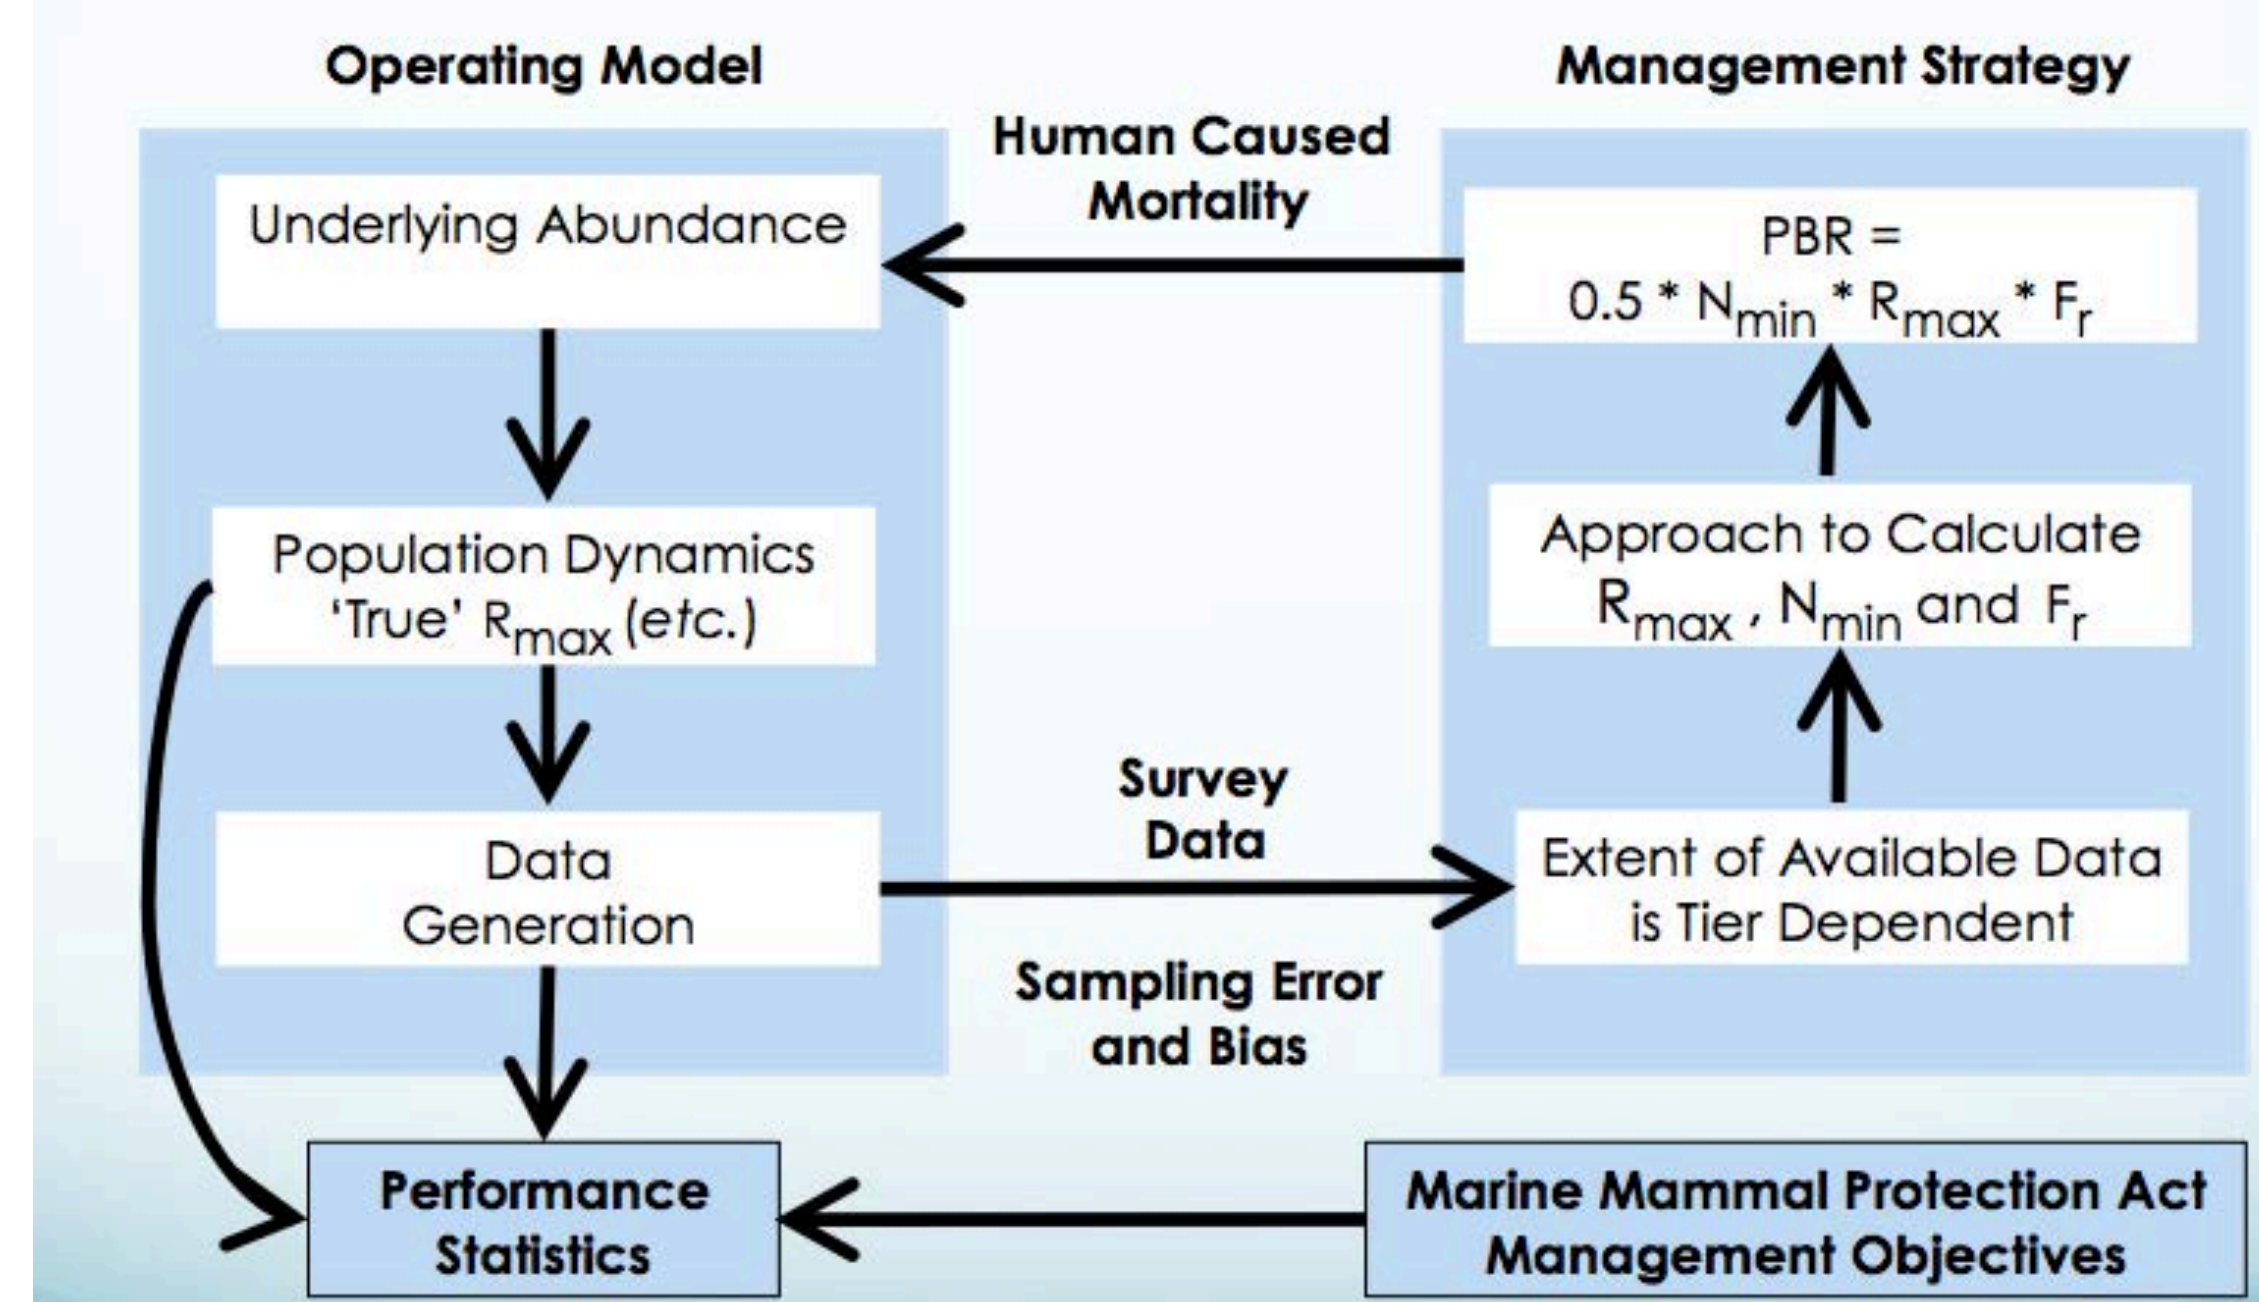 Operating Model
Underlying Abundance
Population Dynamics
‘True’ Rmax (etc.)
Data
Generation
Performance
Statistics
Human Caused
Mortality
Survey
Data
Sampling Error
and Bias
Management Strategy
PBR =
0.5 * Nmin * Rmax * Fr
Approach to Calculate
Rmax , Nmin and Fr
Extent of Available Data
is Tier Dependent
Marine Mammal Protection Act
Management Objectives